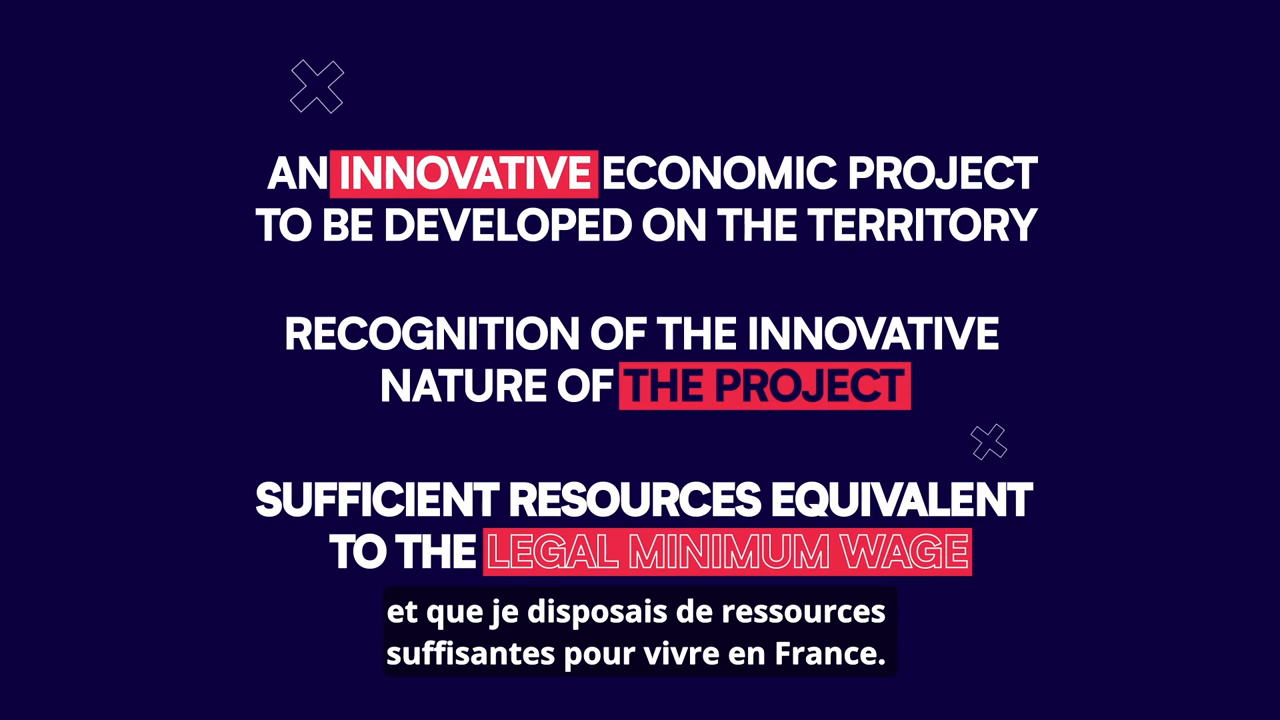 AN INNOVATIVE ECONOMIC PROJECT
TO BE DEVELOPED ON THE TERRITORY
RECOGNITION OF THE INNOVATIVE
NATURE OF THE PROJECT
SUFFICIENT RESOURCES EQUIVALENT
TO THE LEGAL MINIMUM WAGE
et que je disposais de ressources
suffisantes pour vivre en France.